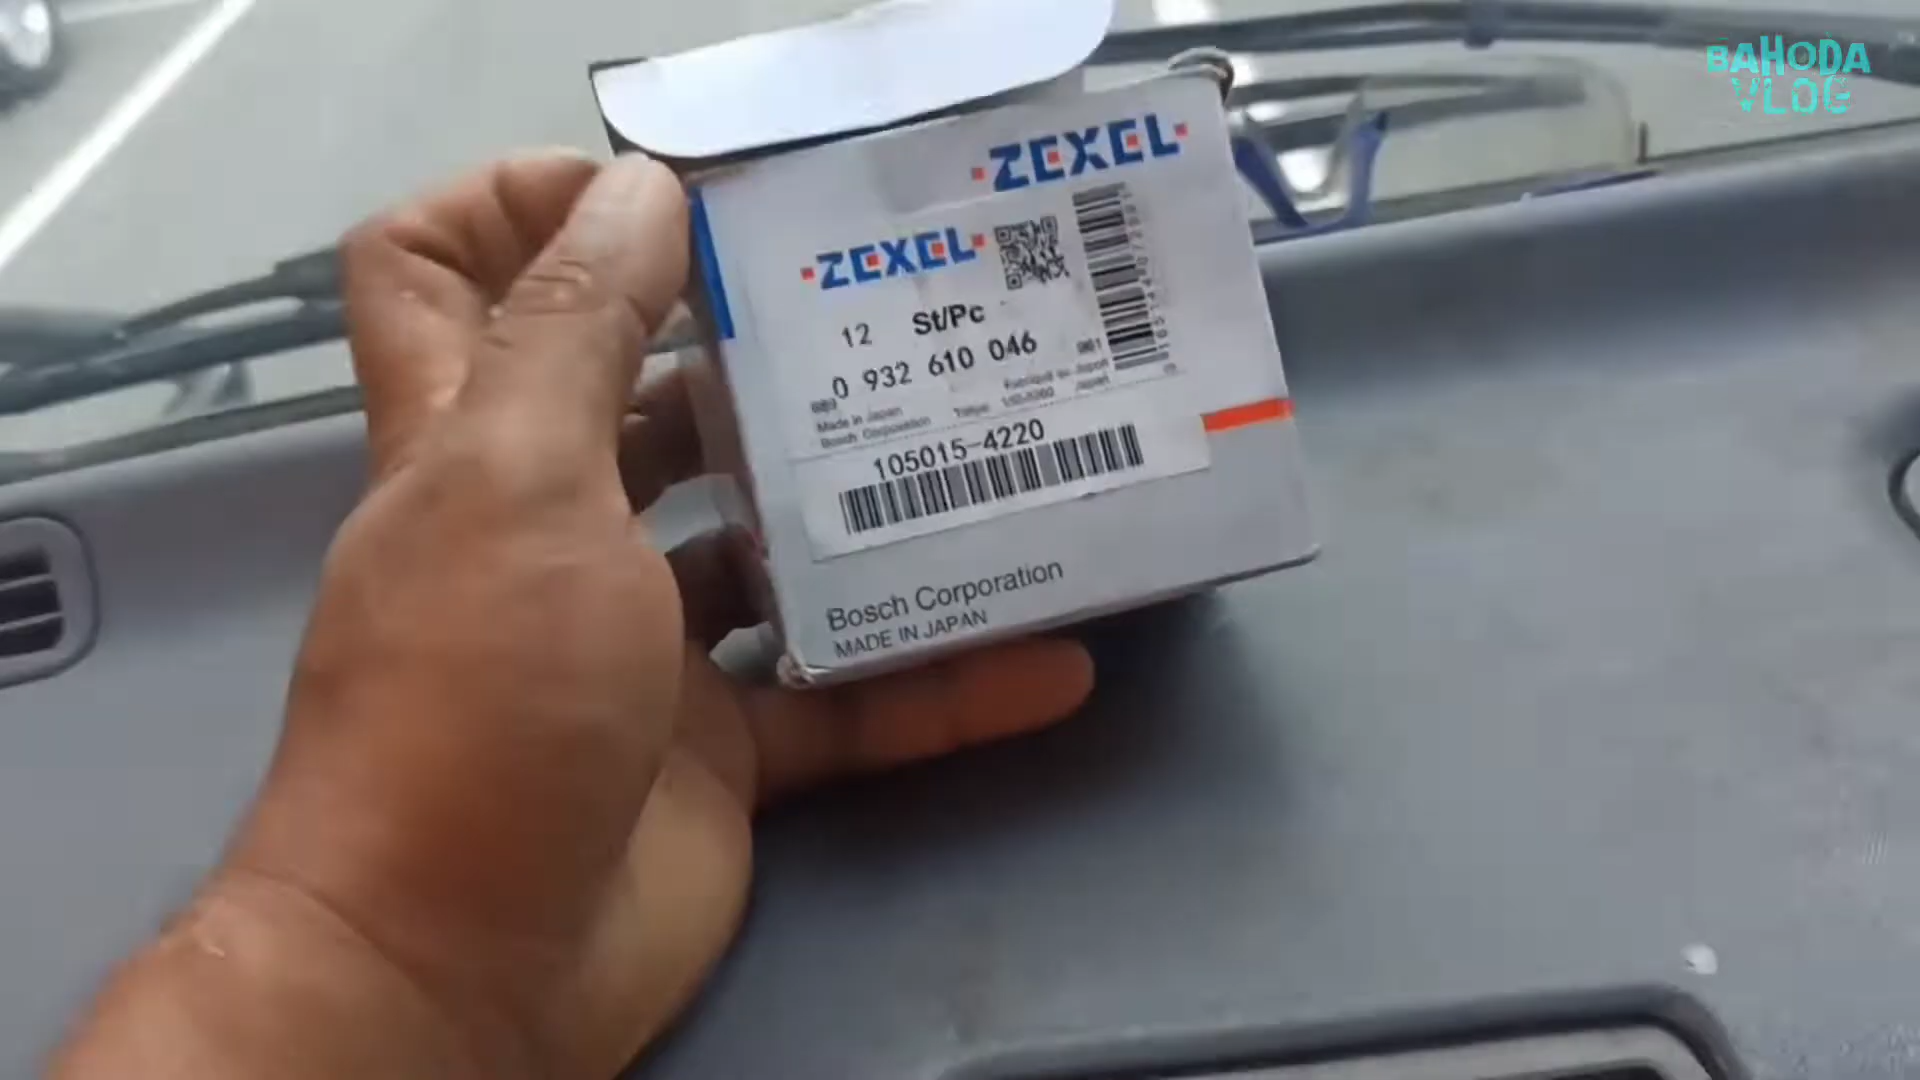 BAHODA
VLOG
ZEXEL
ZEXEL
12 St/Pc
0 932 610 046
Made in Japan
Bosch Corporation Tokyo
105015-4220
Bosch Corporation
MADE IN JAPAN